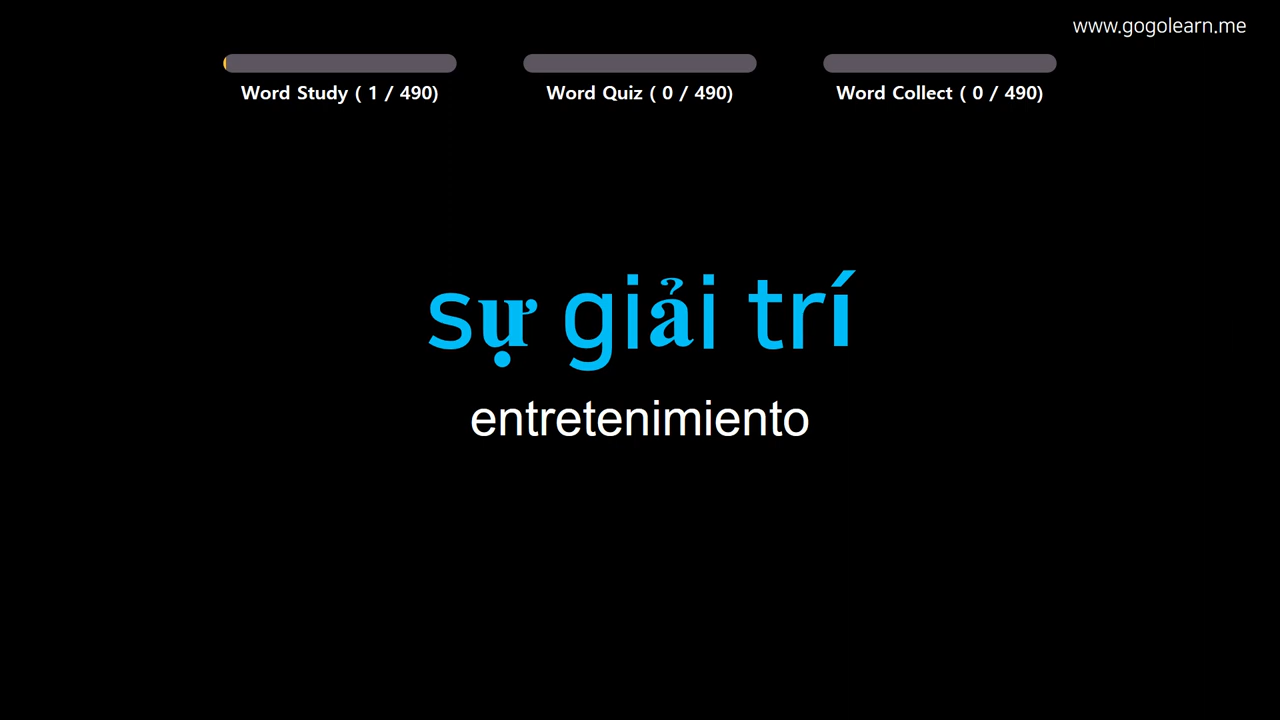 www.gogolearn.me
Word Study ( 1 / 490)
Word Quiz ( 0 / 490)
Word Collect ( 0 / 490)
sự giải trí
entretenimiento